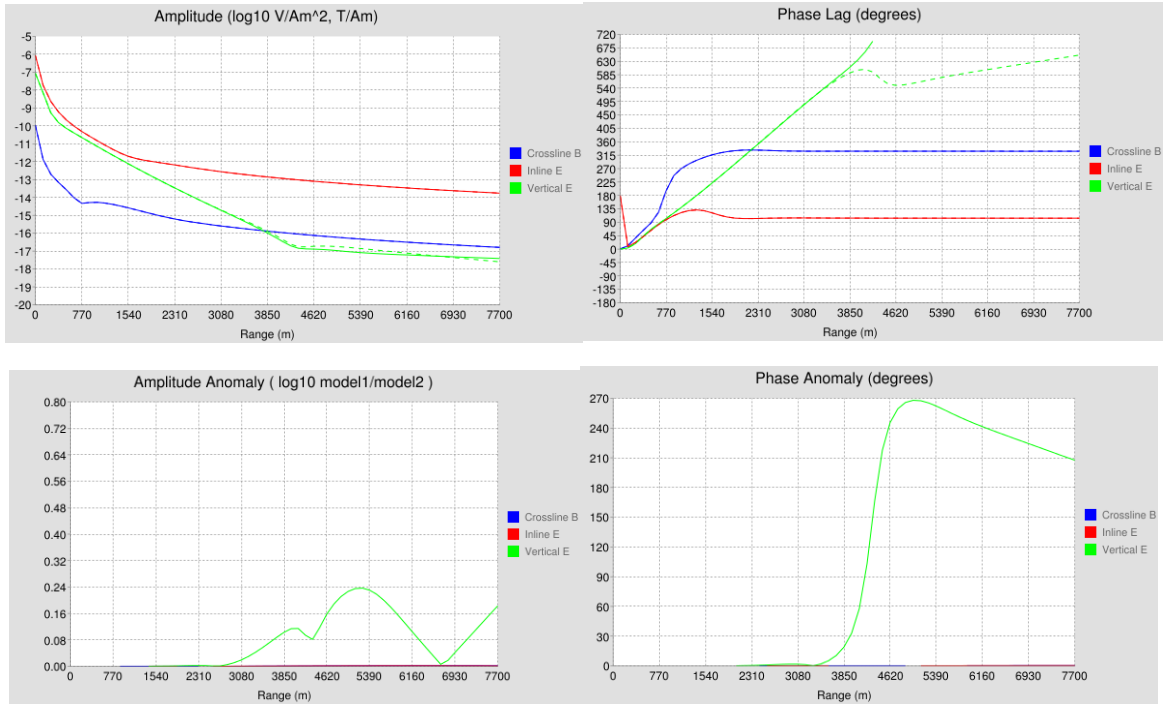 Amplitude (log10 V/Am^2, T/Am)
-5
-6
-7
-8
-9
-10
-11
-12
-13
-14
-15
-16
-17
-18
-19
-20
0 770 1540 2310 3080 3850 4620 5390 6160 6930 7700
Range (m)
Crossline B
Inline E
Vertical E
Phase Lag (degrees)
720
675
630
585
540
495
450
405
360
315
270
225
180
135
90
45
0
-45
-90
-135
-180
0 770 1540 2310 3080 3850 4620 5390 6160 6930 7700
Range (m)
Crossline B
Inline E
Vertical E
Amplitude Anomaly ( log10 model1/model2 )
0.80
0.72
0.64
0.56
0.48
0.40
0.32
0.24
0.16
0.08
0.00
0 770 1540 2310 3080 3850 4620 5390 6160 6930 7700
Range (m)
Crossline B
Inline E
Vertical E
Phase Anomaly (degrees)
270
240
210
180
150
120
90
60
30
0
0 770 1540 2310 3080 3850 4620 5390 6160 6930 7700
Range (m)
Crossline B
Inline E
Vertical E